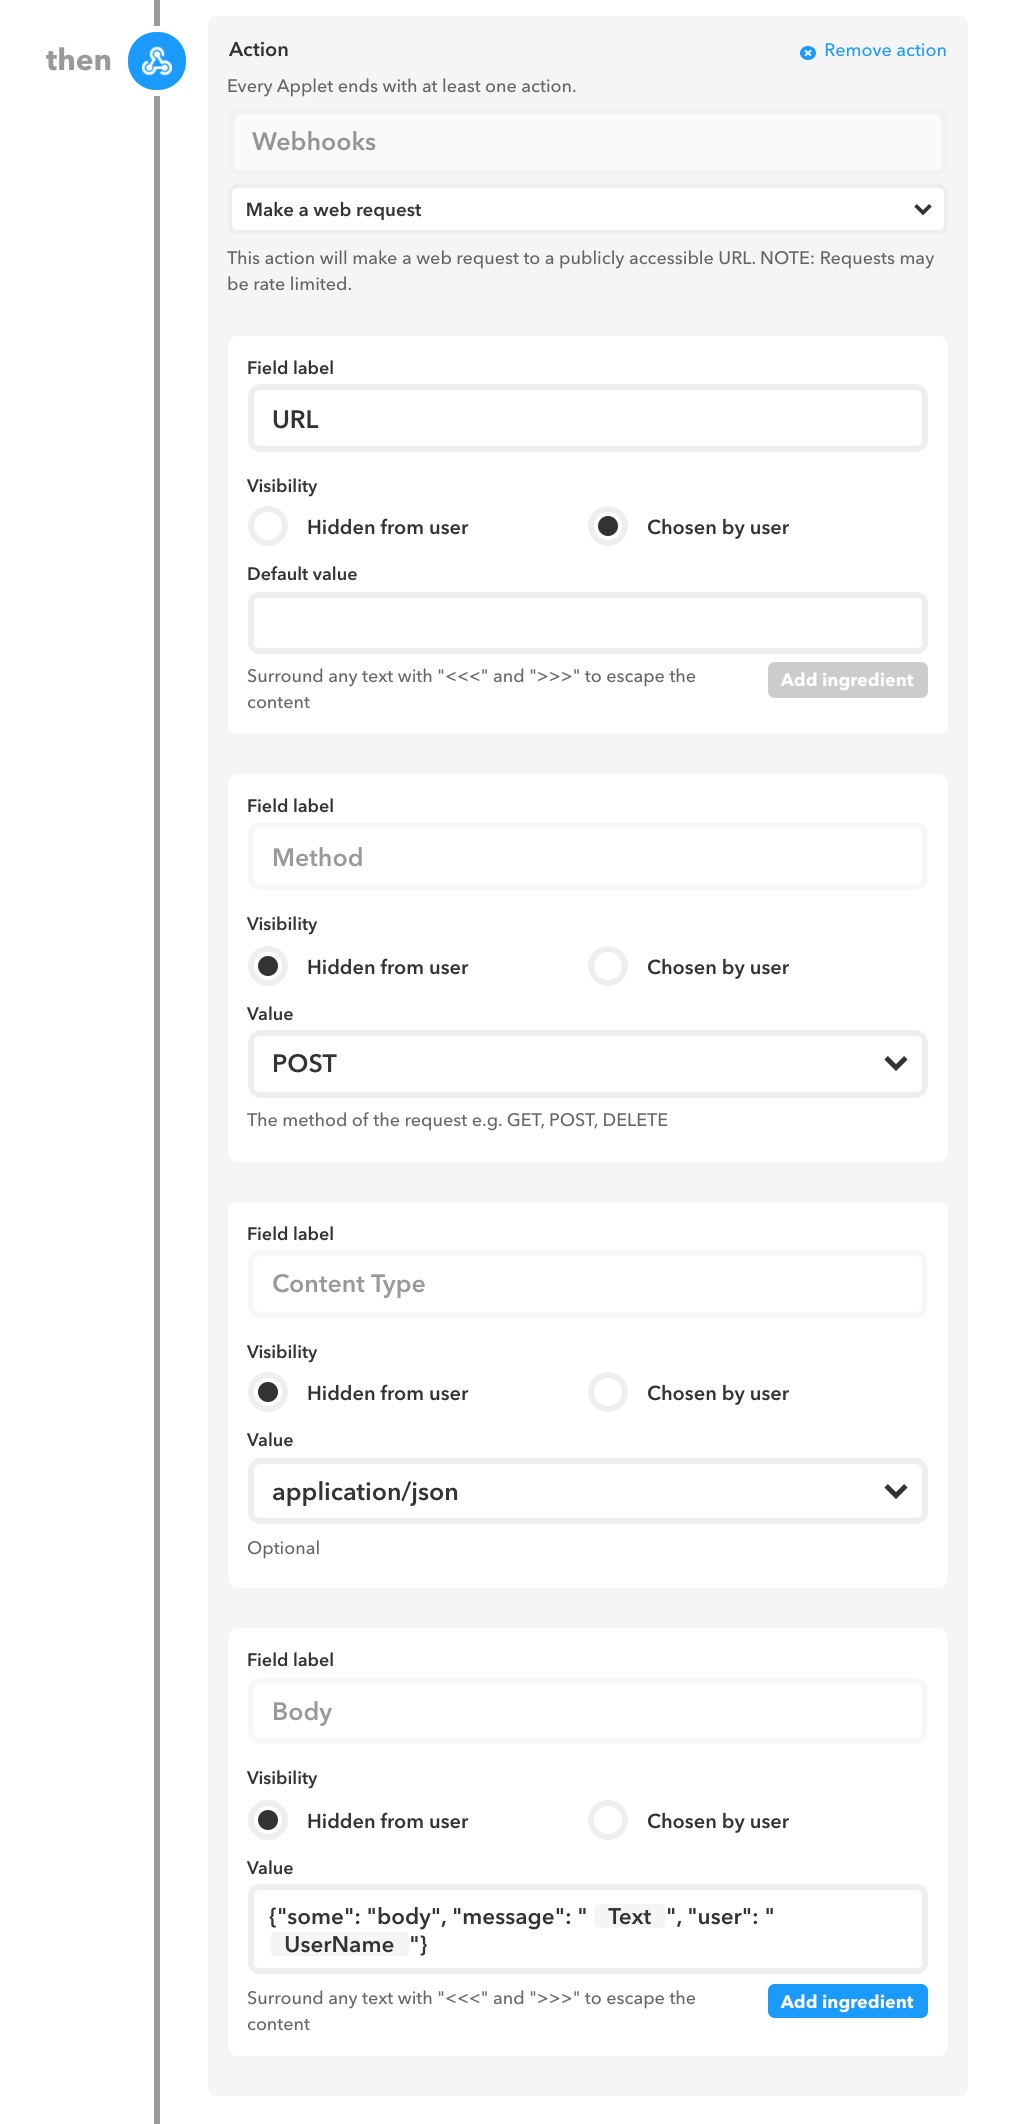 then
Action
Remove action
Every Applet ends with at least one action.
Webhooks
Make a web request
This action will make a web request to a publicly accessible URL. NOTE: Requests may
be rate limited.
Field label
URL
Visibility
Hidden from user
Chosen by user
Default value
Surround any text with "<<<" and ">>>" to escape the
content
Add ingredient
Field label
Method
Visibility
Hidden from user
Chosen by user
Value
POST
The method of the request e.g. GET, POST, DELETE
Field label
Content Type
Visibility
Hidden from user
Chosen by user
Value
application/json
Optional
Field label
Body
Visibility
Hidden from user
Chosen by user
Value
{"some": "body", "message": " Text ", "user": "
UserName "}
Surround any text with "<<<" and ">>>" to escape the
content
Add ingredient